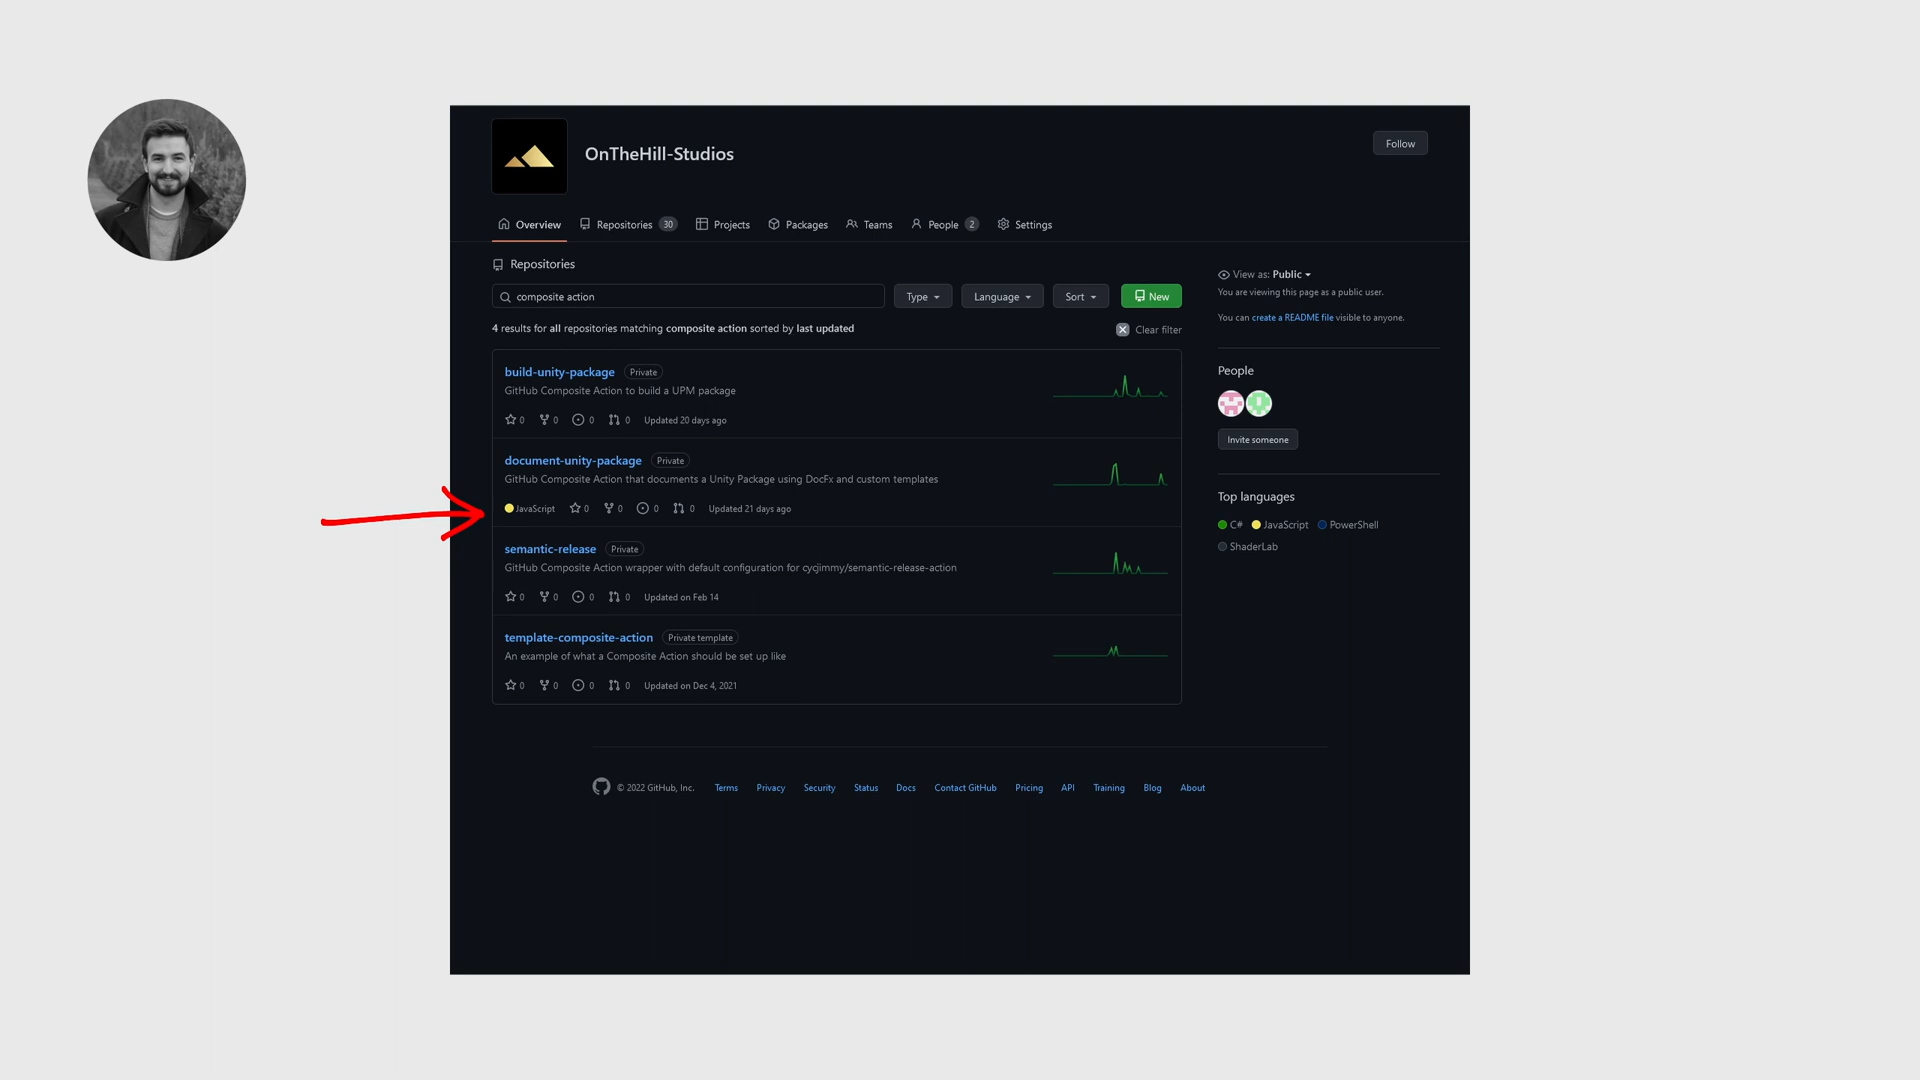 OnTheHill-Studios
Follow
Overview Repositories 30 Projects Packages Teams People 2 Settings
Repositories
composite action
Type Language Sort New
4 results for all repositories matching composite action sorted by last updated
Clear filter
build-unity-package Private
GitHub Composite Action to build a UPM package
0 0 0 0 Updated 20 days ago
document-unity-package Private
GitHub Composite Action that documents a Unity Package using DocFx and custom templates
JavaScript 0 0 0 0 Updated 21 days ago
semantic-release Private
GitHub Composite Action wrapper with default configuration for cycjimmy/semantic-release-action
0 0 0 0 Updated on Feb 14
template-composite-action Private template
An example of what a Composite Action should be set up like
0 0 0 0 Updated on Dec 4, 2021
View as: Public
You are viewing this page as a public user.
You can create a README file visible to anyone.
People
Invite someone
Top languages
C# JavaScript PowerShell
ShaderLab
© 2022 GitHub, Inc. Terms Privacy Security Status Docs Contact GitHub Pricing API Training Blog About